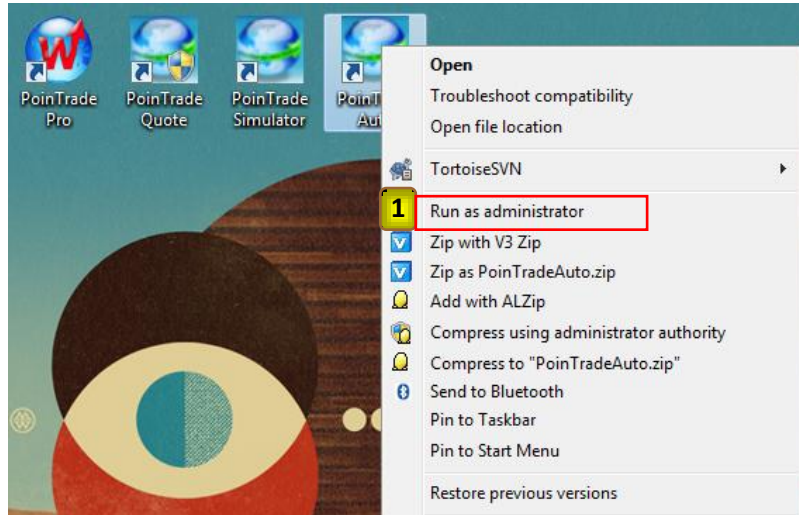 PoinTrade
Pro
PoinTrade
Quote
PoinTrade
Simulator
Open
Troubleshoot compatibility
Open file location
TortoiseSVN
1
Run as administrator
Zip with V3 Zip
Zip as PoinTradeAuto.zip
Add with ALZip
Compress using administrator authority
Compress to "PoinTradeAuto.zip"
Send to Bluetooth
Pin to Taskbar
Pin to Start Menu
Restore previous versions